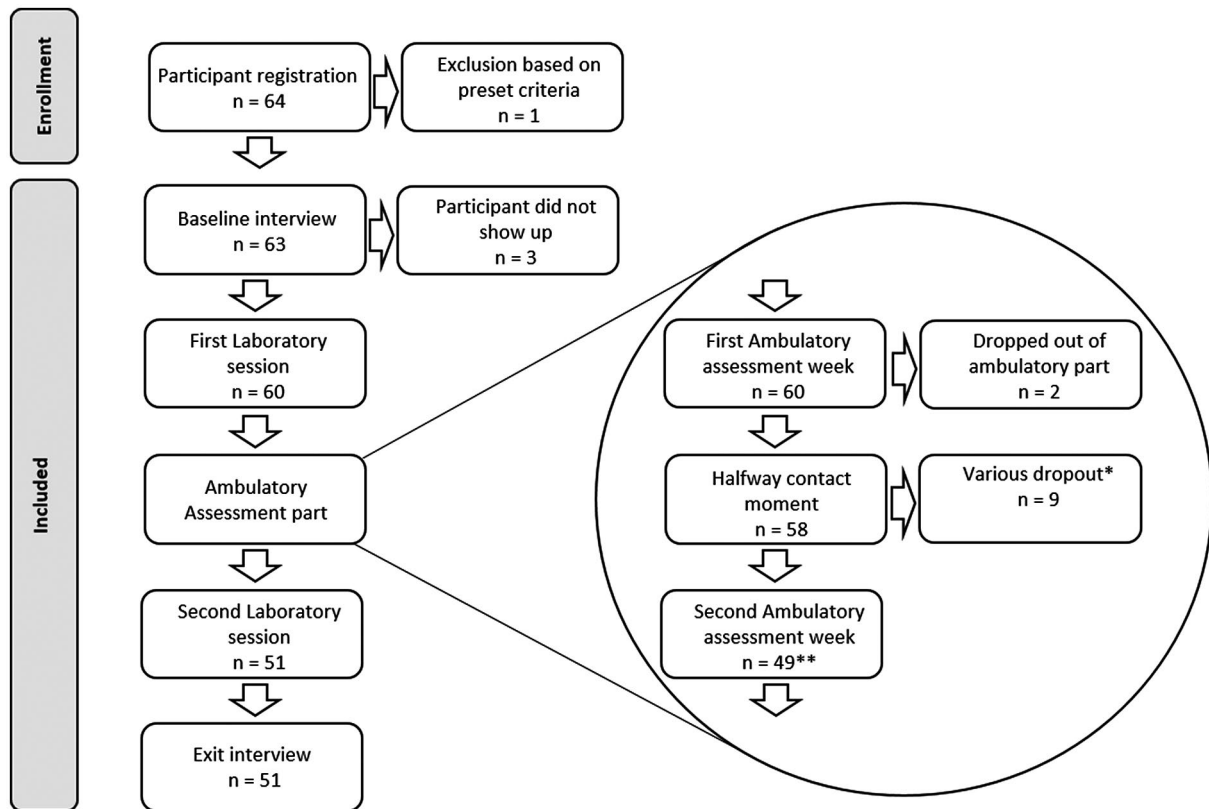 Enrollment
Participant registration
n = 64
Exclusion based on
preset criteria
n = 1
Included
Baseline interview
n = 63
Participant did not
show up
n = 3
First Laboratory
session
n = 60
Ambulatory
Assessment part
Second Laboratory
session
n = 51
Exit interview
n = 51
First Ambulatory
assessment week
n = 60
Dropped out of
ambulatory part
n = 2
Halfway contact
moment
n = 58
Various dropout*
n = 9
Second Ambulatory
assessment week
n = 49**